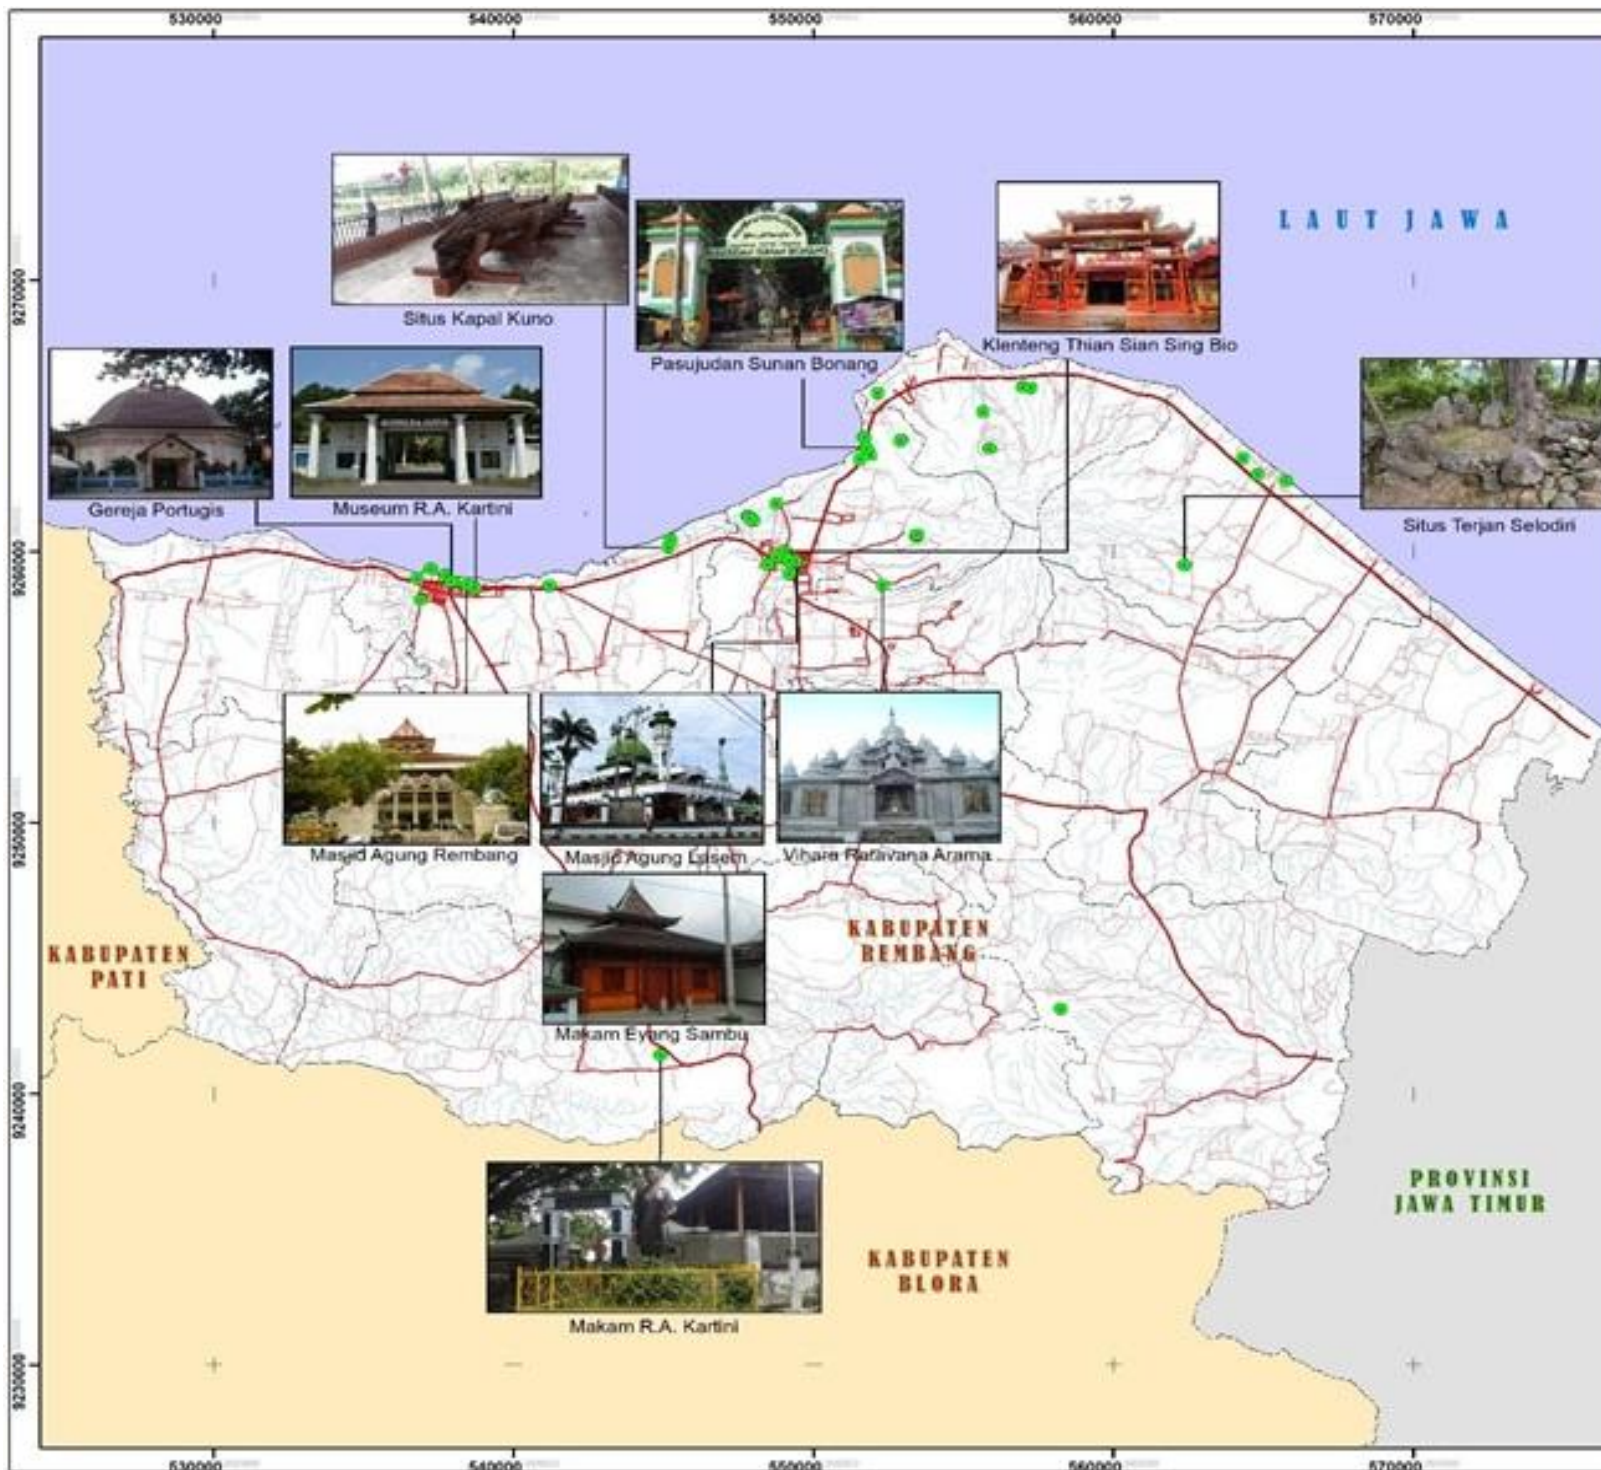 530000 540000 550000 560000 570000
LAUT JAWA
9270000
Situs Kapal Kuno
Pasujudan Sunan Bonang
Klenteng Thian Sian Sing Bio
Gereja Portugis
Museum R.A. Kartini
Situs Terjan Selodiri
9260000
9250000
Masjid Agung Rembang
Masjid Agung Lasem
Vihara Ratavana Arama
KABUPATEN
PATI
KABUPATEN
REMBANG
Makam Eyang Sambu
9240000
PROVINSI
JAWA TIMUR
KABUPATEN
BLORA
Makam R.A. Kartini
9230000
530000 540000 550000 560000 570000